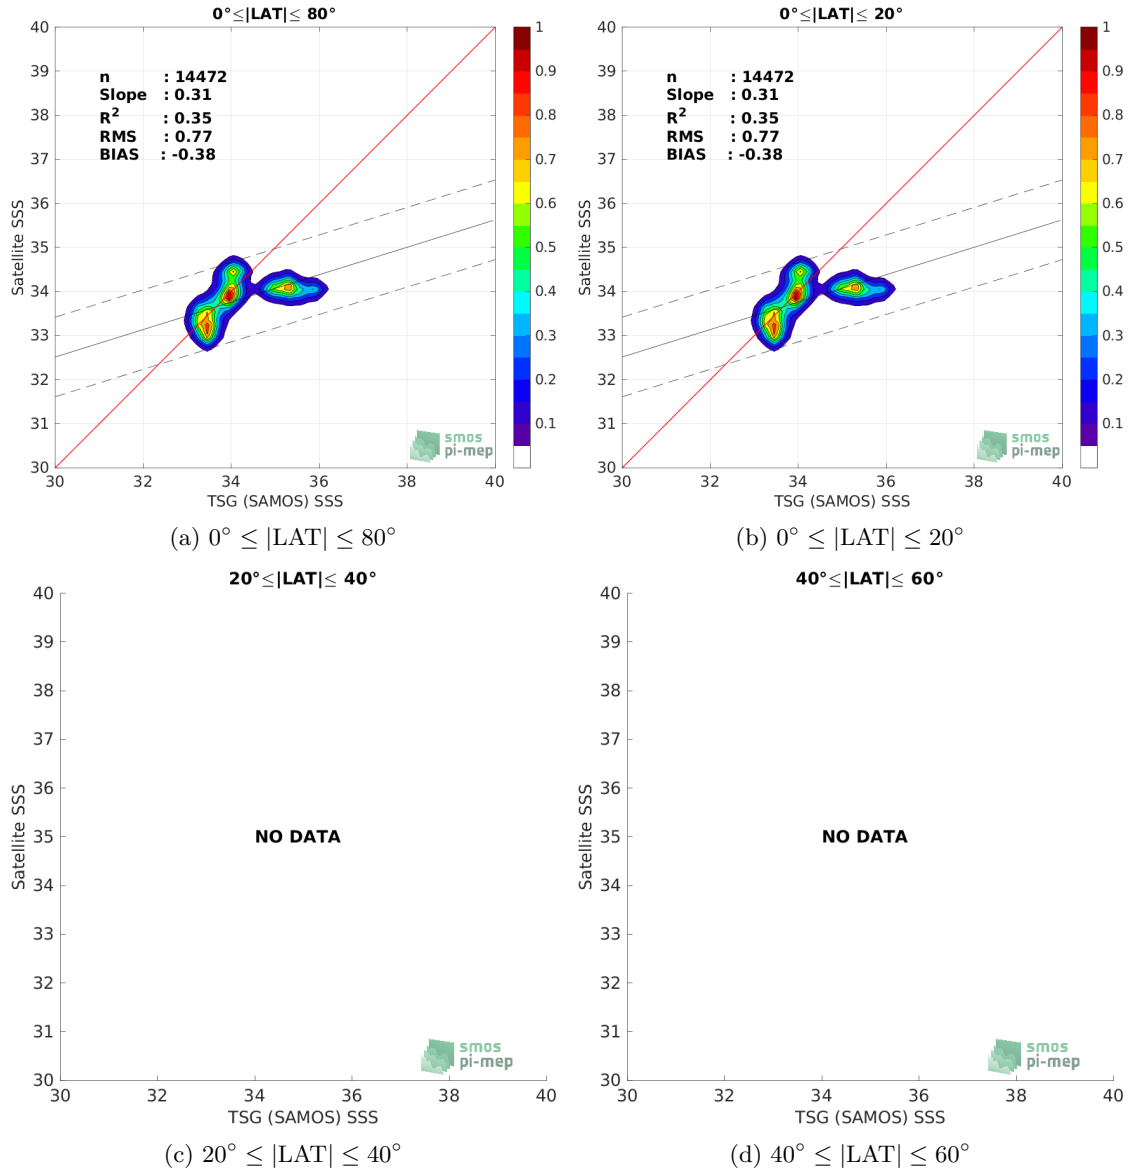 0°≤|LAT|≤ 80°
40
39
38
37
36
35
34
33
32
31
30
Satellite SSS
n : 14472
Slope : 0.31
R² : 0.35
RMS : 0.77
BIAS : -0.38
smos
pi-mep
30 32 34 36 38 40
TSG (SAMOS) SSS
1
0.9
0.8
0.7
0.6
0.5
0.4
0.3
0.2
0.1
(a) 0° ≤ |LAT| ≤ 80°
0°≤|LAT|≤ 20°
40
39
38
37
36
35
34
33
32
31
30
Satellite SSS
n : 14472
Slope : 0.31
R² : 0.35
RMS : 0.77
BIAS : -0.38
smos
pi-mep
30 32 34 36 38 40
TSG (SAMOS) SSS
1
0.9
0.8
0.7
0.6
0.5
0.4
0.3
0.2
0.1
(b) 0° ≤ |LAT| ≤ 20°
20°≤|LAT|≤ 40°
40
39
38
37
36
35
34
33
32
31
30
Satellite SSS
NO DATA
smos
pi-mep
30 32 34 36 38 40
TSG (SAMOS) SSS
(c) 20° ≤ |LAT| ≤ 40°
40°≤|LAT|≤ 60°
40
39
38
37
36
35
34
33
32
31
30
Satellite SSS
NO DATA
smos
pi-mep
30 32 34 36 38 40
TSG (SAMOS) SSS
(d) 40° ≤ |LAT| ≤ 60°